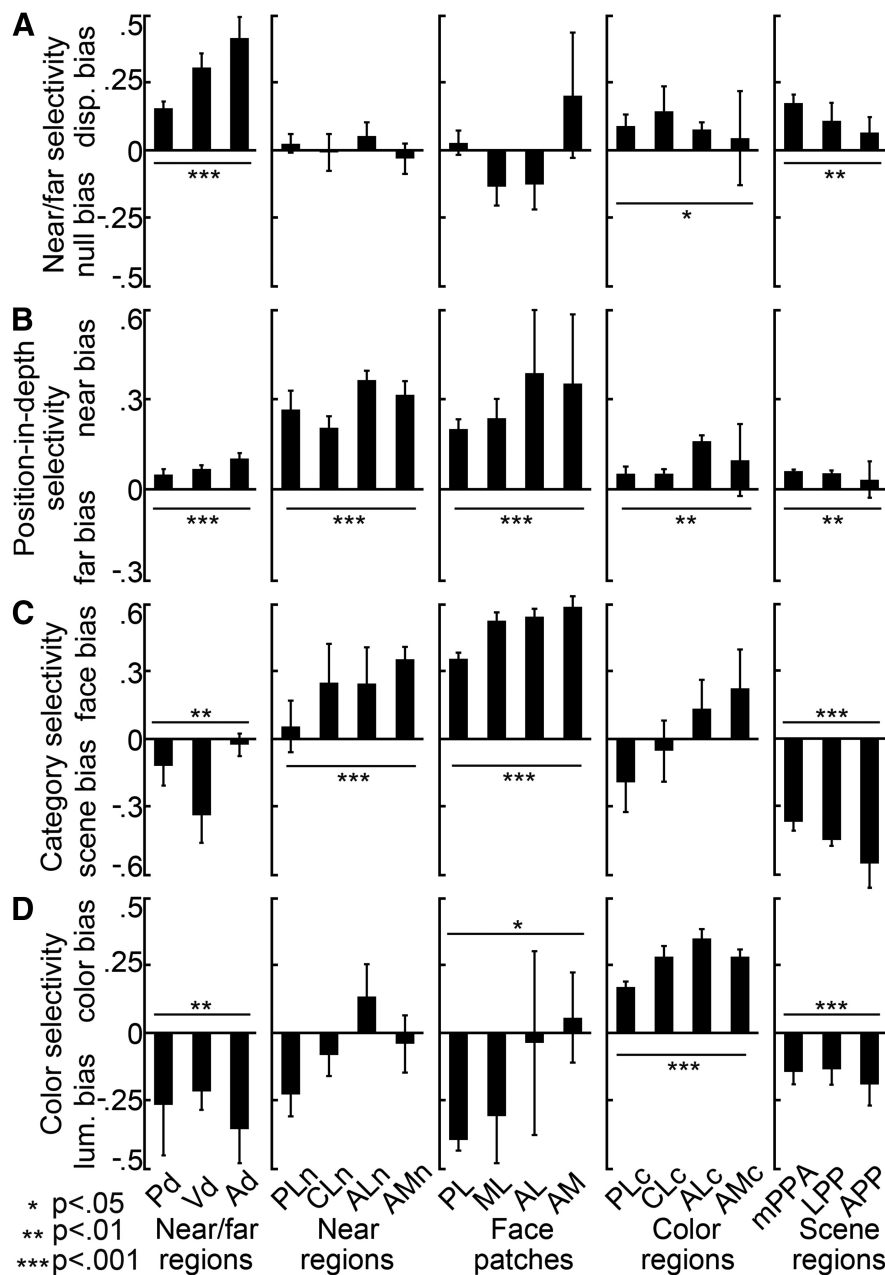 A
Near/far selectivity
null bias disp. bias
.5
.25
0
-.25
-.5
***
*
**
B
Position-in-depth
selectivity
far bias near bias
.6
.3
0
-.3
***
***
***
**
**
C
Category selectivity
scene bias face bias
.6
.3
0
-.3
-.6
**
***
***
***
D
Color selectivity
lum. bias color bias
.5
.25
0
-.25
-.5
**
*
***
***
Pd Vd Ad PLn CLn ALn AMn PL ML AL AM PLc CLc ALc AMc mPPA LPP APP
* p<.05
** p<.01
*** p<.001
Near/far
regions
Near
regions
Face
patches
Color
regions
Scene
regions